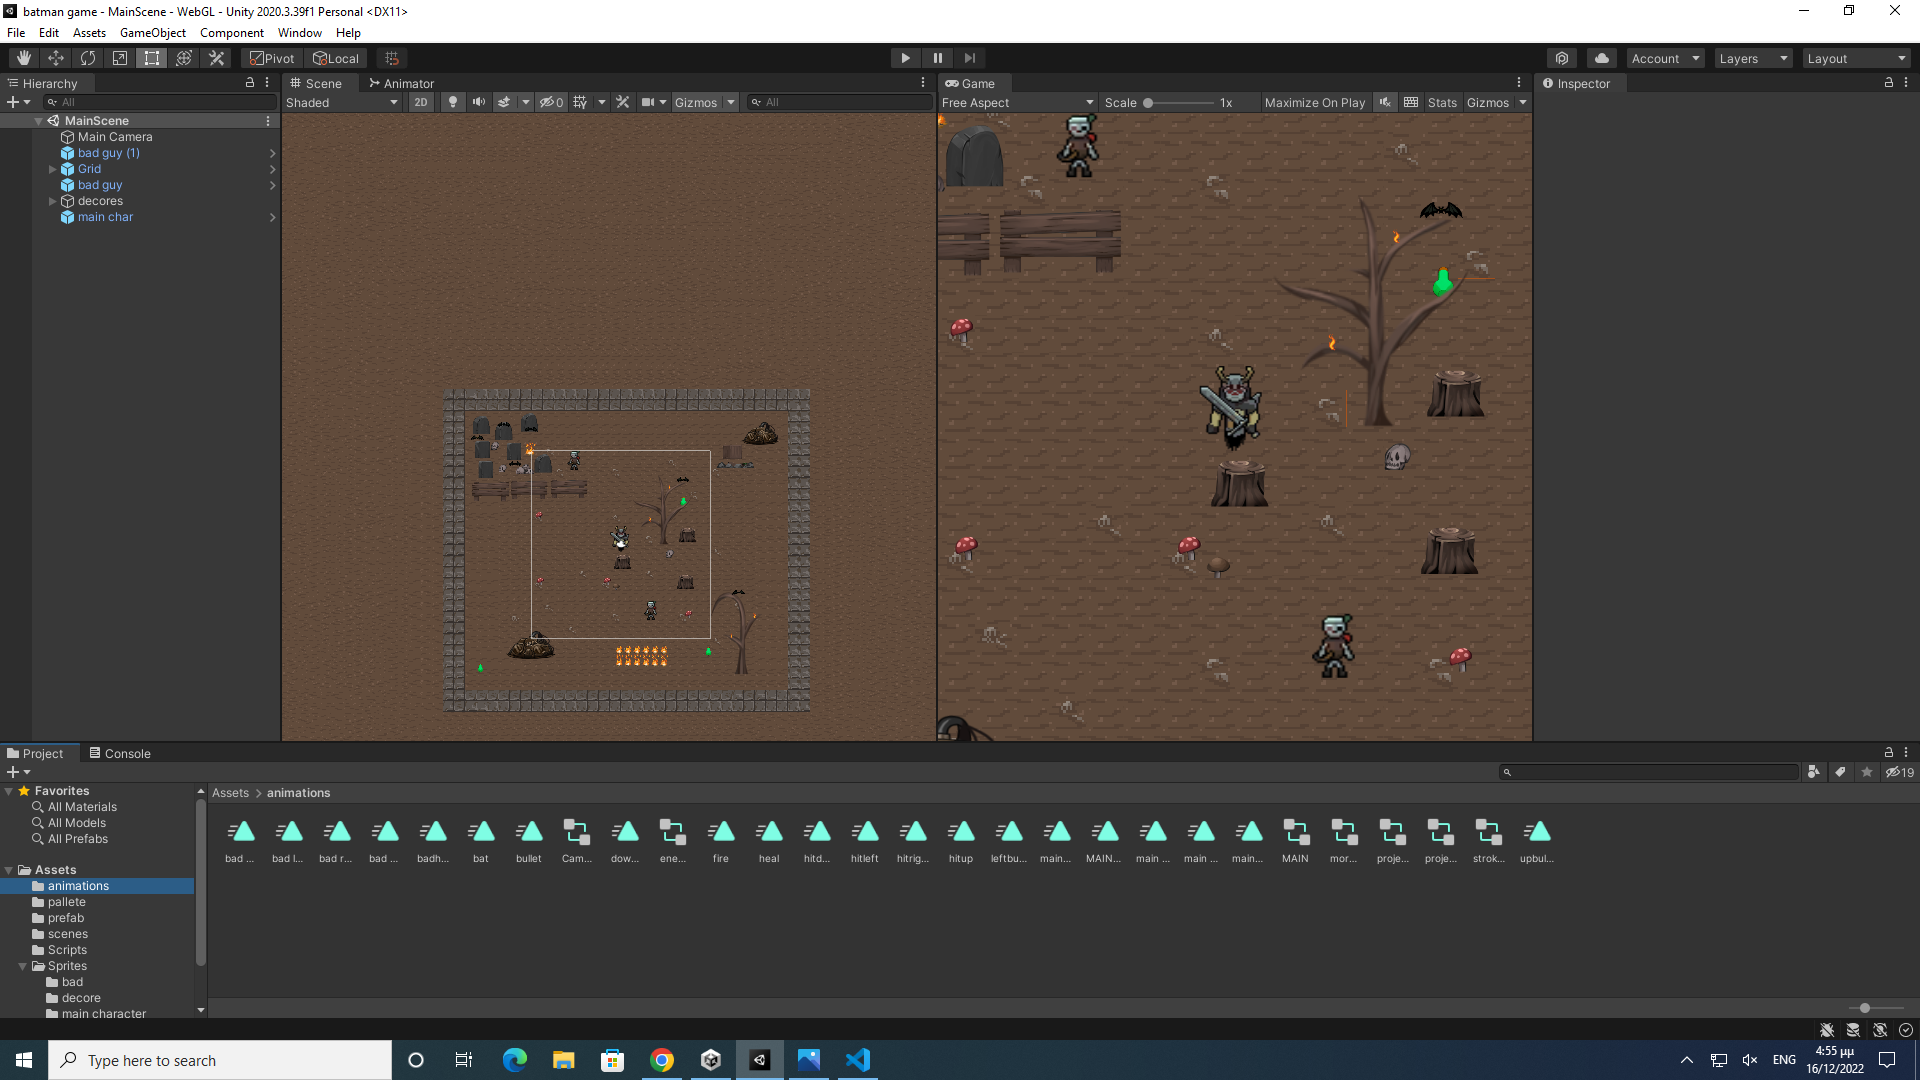 batman game - MainScene - WebGL - Unity 2020.3.39f1 Personal <DX11>
File Edit Assets GameObject Component Window Help
Pivot Local Account Layers Layout
Hierarchy Scene Animator Game Inspector
All Shaded 2D 0 Gizmos All Free Aspect Scale 1x Maximize On Play Stats Gizmos
MainScene
Main Camera
bad guy (1)
Grid
bad guy
decores
main char
Project Console
19
Favorites
All Materials
All Models
All Prefabs
Assets
animations
pallete
prefab
scenes
Scripts
Sprites
bad
decore
main character
Assets > animations
bad ... bad l... bad r... bad ... badh... bat bullet Cam... dow... ene... fire heal hitd... hitleft hitrig... hitup leftbu... main... MAIN... main ... main ... main... MAIN mor... proje... proje... strok... upbul...
Type here to search
ENG
4:55 μμ
16/12/2022